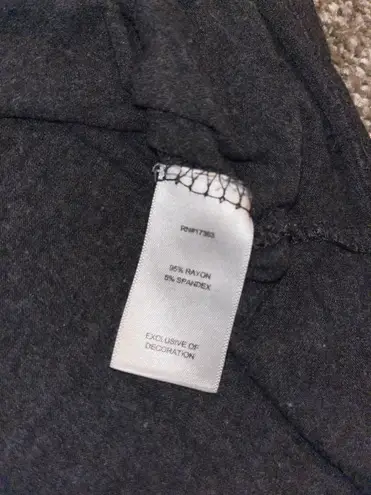 RN#17363
95% RAYON
5% SPANDEX
EXCLUSIVE OF
DECORATION